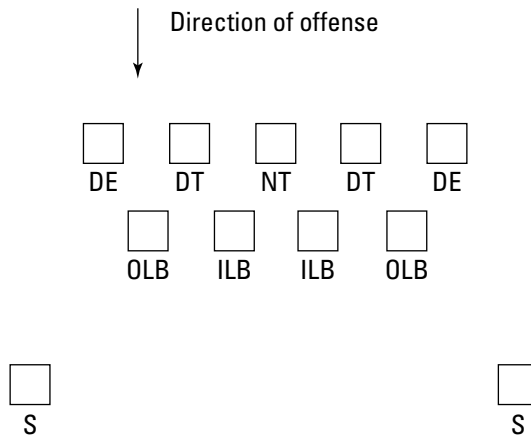 Direction of offense
DE DT NT DT DE
OLB ILB ILB OLB
S S